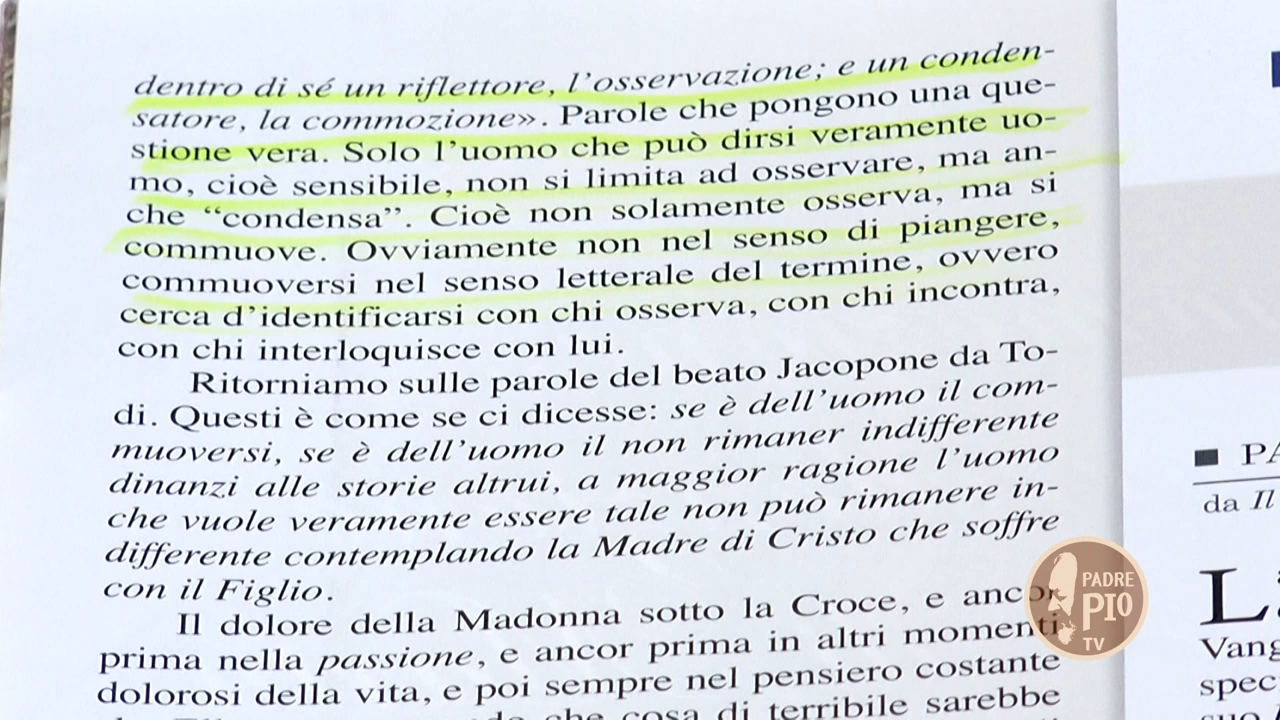 dentro di sé un riflettore, l'osservazione; e un conden-
satore, la commozione». Parole che pongono una que-
stione vera. Solo l'uomo che può dirsi veramente uo-
mo, cioè sensibile, non si limita ad osservare, ma an-
che “condensa”. Cioè non solamente osserva, ma si
commuove. Ovviamente non nel senso di piangere,
commuoversi nel senso letterale del termine, ovvero
cerca d'identificarsi con chi osserva, con chi incontra,
con chi interloquisce con lui.
Ritorniamo sulle parole del beato Jacopone da To-
di. Questi è come se ci dicesse: se è dell'uomo il com-
muoversi, se è dell'uomo il non rimaner indifferente
dinanzi alle storie altrui, a maggior ragione l'uomo
che vuole veramente essere tale non può rimanere in-
differente contemplando la Madre di Cristo che soffre
con il Figlio.
Il dolore della Madonna sotto la Croce, e ancor
prima nella passione, e ancor prima in altri momenti
dolorosi della vita, e poi sempre nel pensiero costante
che cosa di terribile sarebbe
PA
da Il
Vang
spec
PADRE
PIO
TV